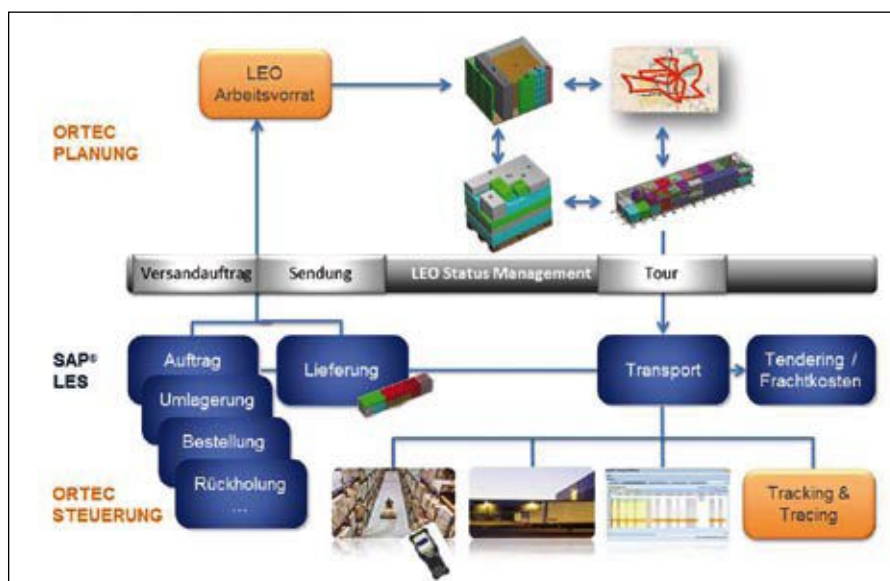 LEO
Arbeitsvorrat
ORTEC
PLANUNG
Versandauftrag
Sendung
LEO Status Management
Tour
SAP®
LES
Auftrag
Lieferung
Transport
Tendering /
Frachtkosten
Umlagerung
Bestellung
Rückholung
...
ORTEC
STEUERUNG
Tracking &
Tracing